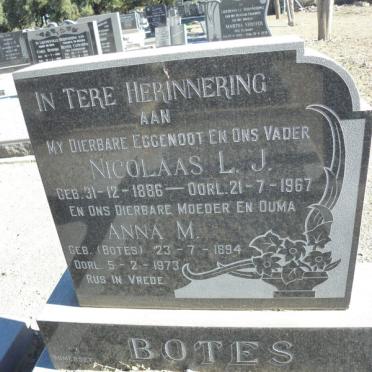 IN TERE HERINNERING
AAN
MY DIERBARE EGGENOOT EN ONS VADER
NICOLAAS L. J.
GEB. 31-12-1886 — OORL. 21-7-1967
EN ONS DIERBARE MOEDER EN OUMA
ANNA M.
GEB. (BOTES) 23-7-1894
OORL. 5-2-1973
RUS IN VREDE
SOMERSET
BOTES